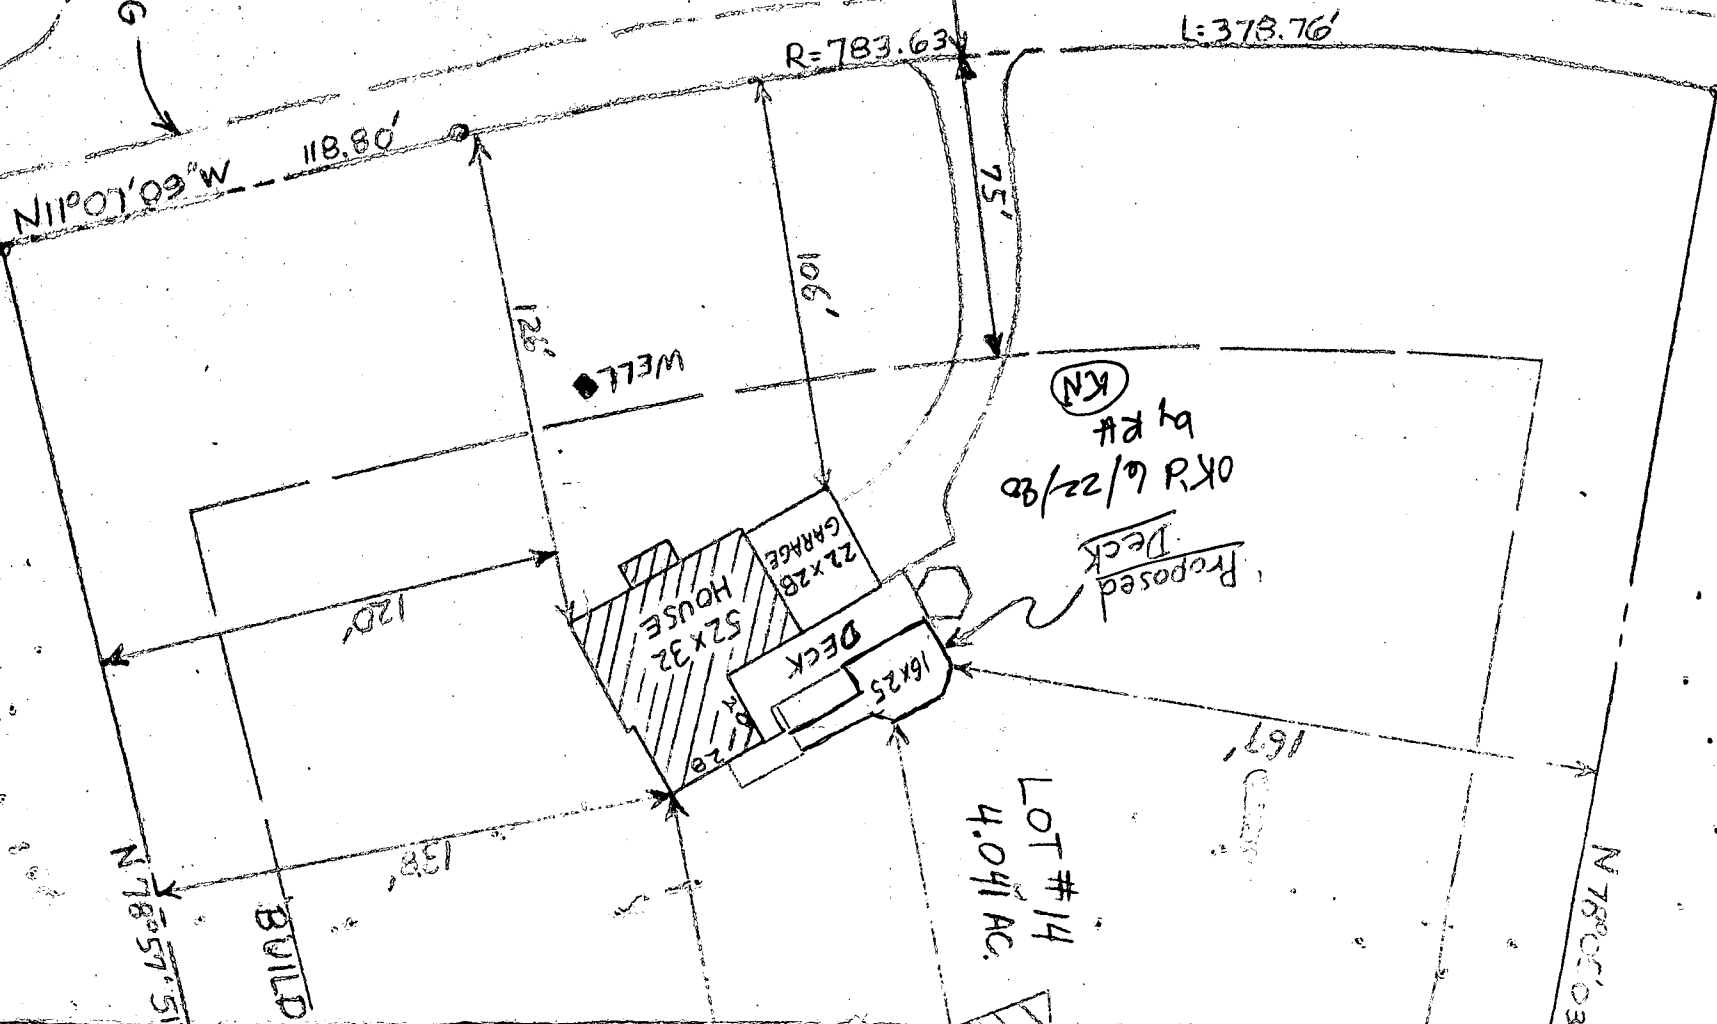 G
R=783.63
L=378.76'
118.80'
N11°07'09"W
75'
106'
126'
WELL
KN
OK'd 6/22/80
by RH
Proposed
Deck
22x28
GARAGE
52x32
HOUSE
DECK
16x25
28
120'
138'
167'
LOT #14
4.041 AC.
BUILD
N78°57'51